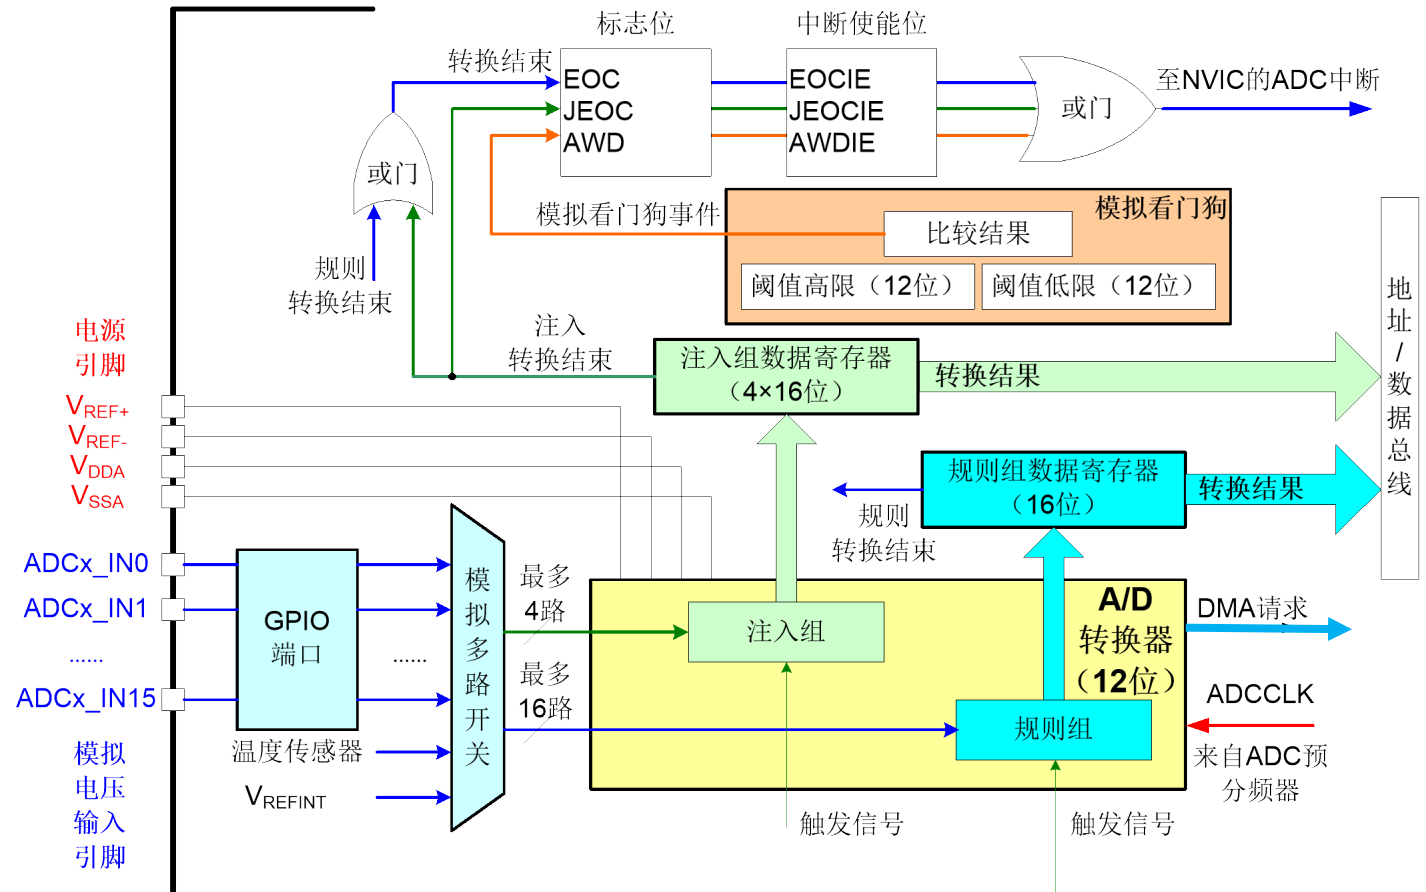 标志位
中断使能位
转换结束
EOC
JEOC
AWD
EOCIE
JEOCIE
AWDIE
或门
至NVIC的ADC中断
或门
模拟看门狗事件
模拟看门狗
比较结果
阈值高限（12位）
阈值低限（12位）
规则
转换结束
地址/数据总线
电源
引脚
注入
转换结束
注入组数据寄存器
（4×16位）
转换结果
VREF+
VREF-
VDDA
VSSA
规则组数据寄存器
（16位）
转换结果
规则
转换结束
ADCx_IN0
ADCx_IN1
......
ADCx_IN15
GPIO
端口
......
模拟多路开关
最多
4路
最多
16路
注入组
规则组
A/D
转换器
（12位）
DMA请求
ADCCLK
来自ADC预
分频器
温度传感器
VREFINT
模拟
电压
输入
引脚
触发信号
触发信号